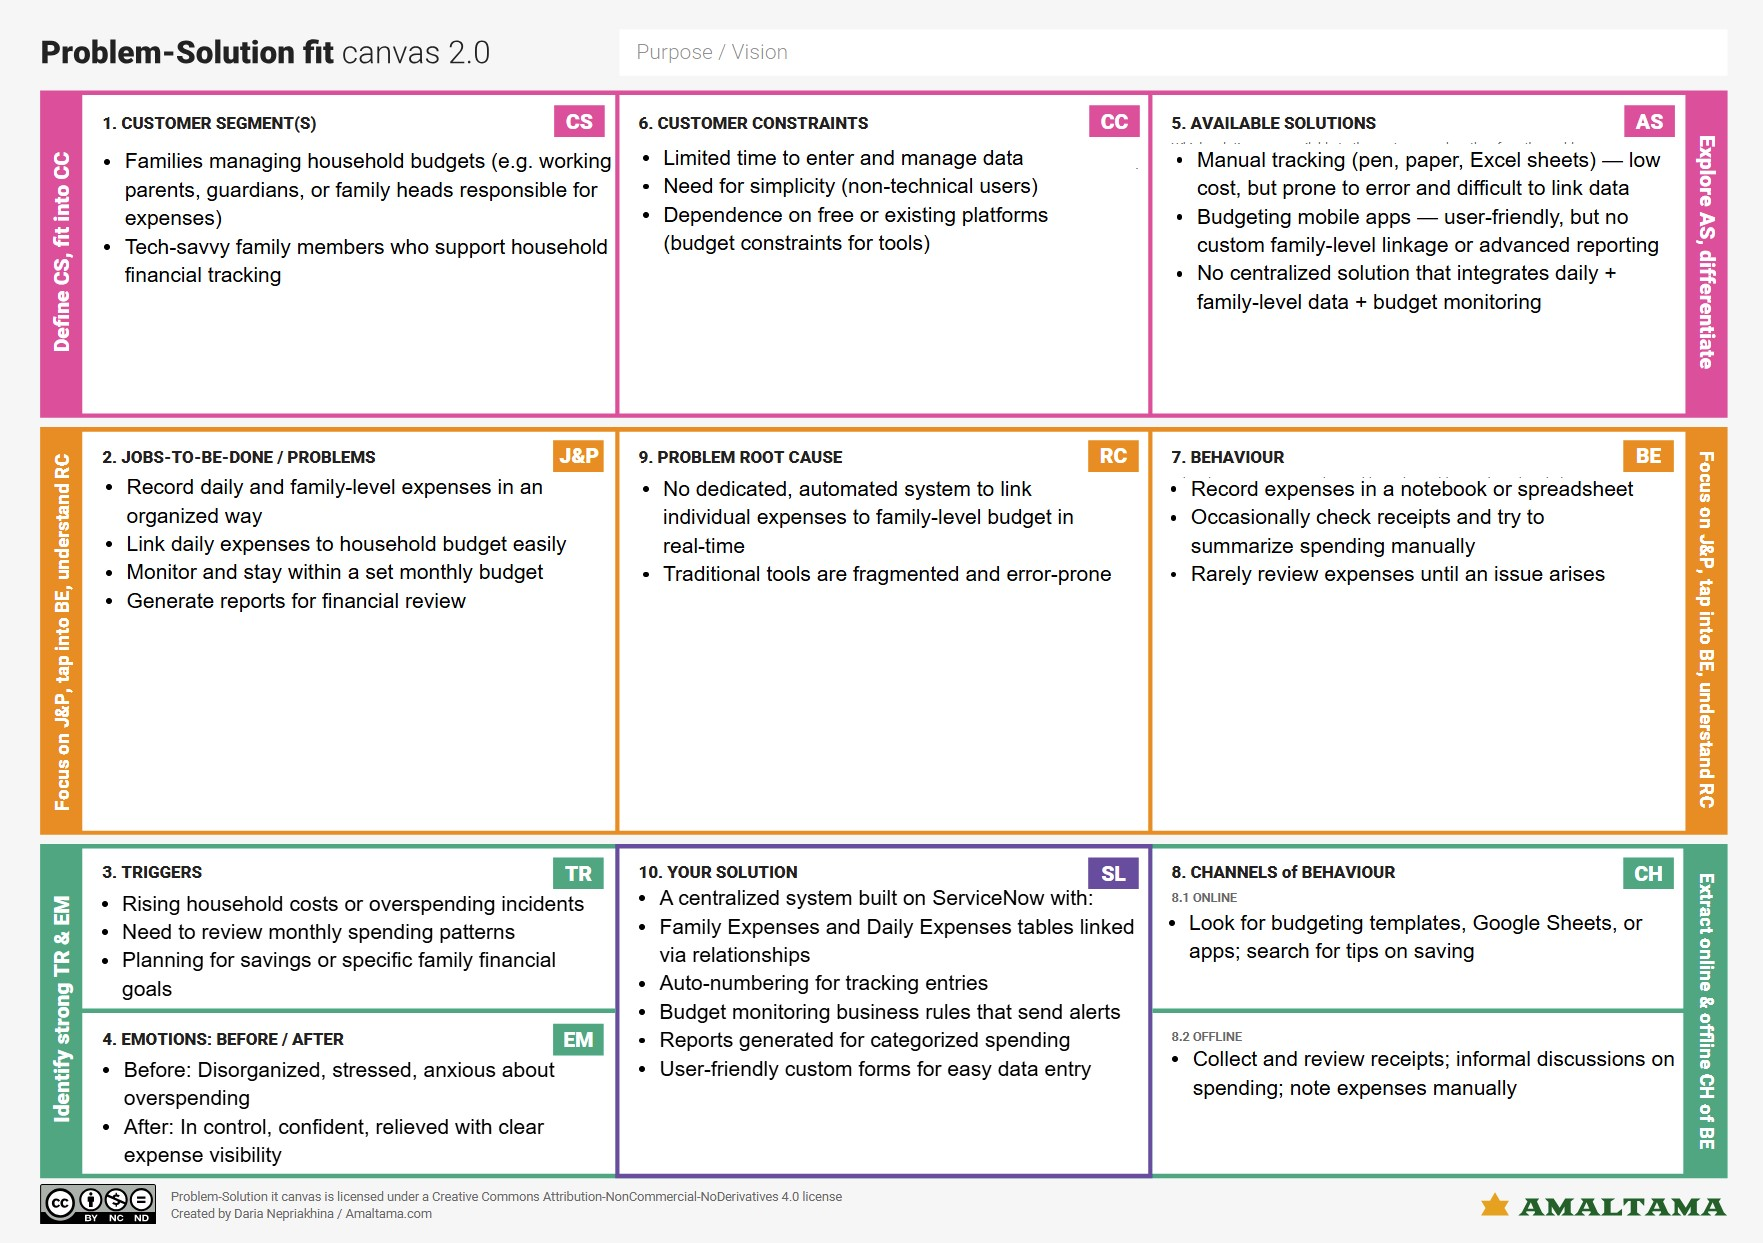 Problem-Solution fit canvas 2.0
Purpose / Vision
Define CS, fit into CC
1. CUSTOMER SEGMENT(S)
CS
• Families managing household budgets (e.g. working
parents, guardians, or family heads responsible for
expenses)
• Tech-savvy family members who support household
financial tracking
6. CUSTOMER CONSTRAINTS
CC
• Limited time to enter and manage data
• Need for simplicity (non-technical users)
• Dependence on free or existing platforms
(budget constraints for tools)
5. AVAILABLE SOLUTIONS
AS
• Manual tracking (pen, paper, Excel sheets) — low
cost, but prone to error and difficult to link data
• Budgeting mobile apps — user-friendly, but no
custom family-level linkage or advanced reporting
• No centralized solution that integrates daily +
family-level data + budget monitoring
Explore AS, differentiate
Focus on J&P, tap into BE, understand RC
2. JOBS-TO-BE-DONE / PROBLEMS
J&P
• Record daily and family-level expenses in an
organized way
• Link daily expenses to household budget easily
• Monitor and stay within a set monthly budget
• Generate reports for financial review
9. PROBLEM ROOT CAUSE
RC
• No dedicated, automated system to link
individual expenses to family-level budget in
real-time
• Traditional tools are fragmented and error-prone
7. BEHAVIOUR
BE
• Record expenses in a notebook or spreadsheet
• Occasionally check receipts and try to
summarize spending manually
• Rarely review expenses until an issue arises
Focus on J&P, tap into BE, understand RC
Identify strong TR & EM
3. TRIGGERS
TR
• Rising household costs or overspending incidents
• Need to review monthly spending patterns
• Planning for savings or specific family financial
goals
4. EMOTIONS: BEFORE / AFTER
EM
• Before: Disorganized, stressed, anxious about
overspending
• After: In control, confident, relieved with clear
expense visibility
10. YOUR SOLUTION
SL
• A centralized system built on ServiceNow with:
• Family Expenses and Daily Expenses tables linked
via relationships
• Auto-numbering for tracking entries
• Budget monitoring business rules that send alerts
• Reports generated for categorized spending
• User-friendly custom forms for easy data entry
8. CHANNELS of BEHAVIOUR
CH
8.1 ONLINE
• Look for budgeting templates, Google Sheets, or
apps; search for tips on saving
8.2 OFFLINE
• Collect and review receipts; informal discussions on
spending; note expenses manually
Extract online & offline CH of BE
CC BY NC ND
Problem-Solution it canvas is licensed under a Creative Commons Attribution-NonCommercial-NoDerivatives 4.0 license
Created by Daria Nepriakhina / Amaltama.com
AMALTAMA